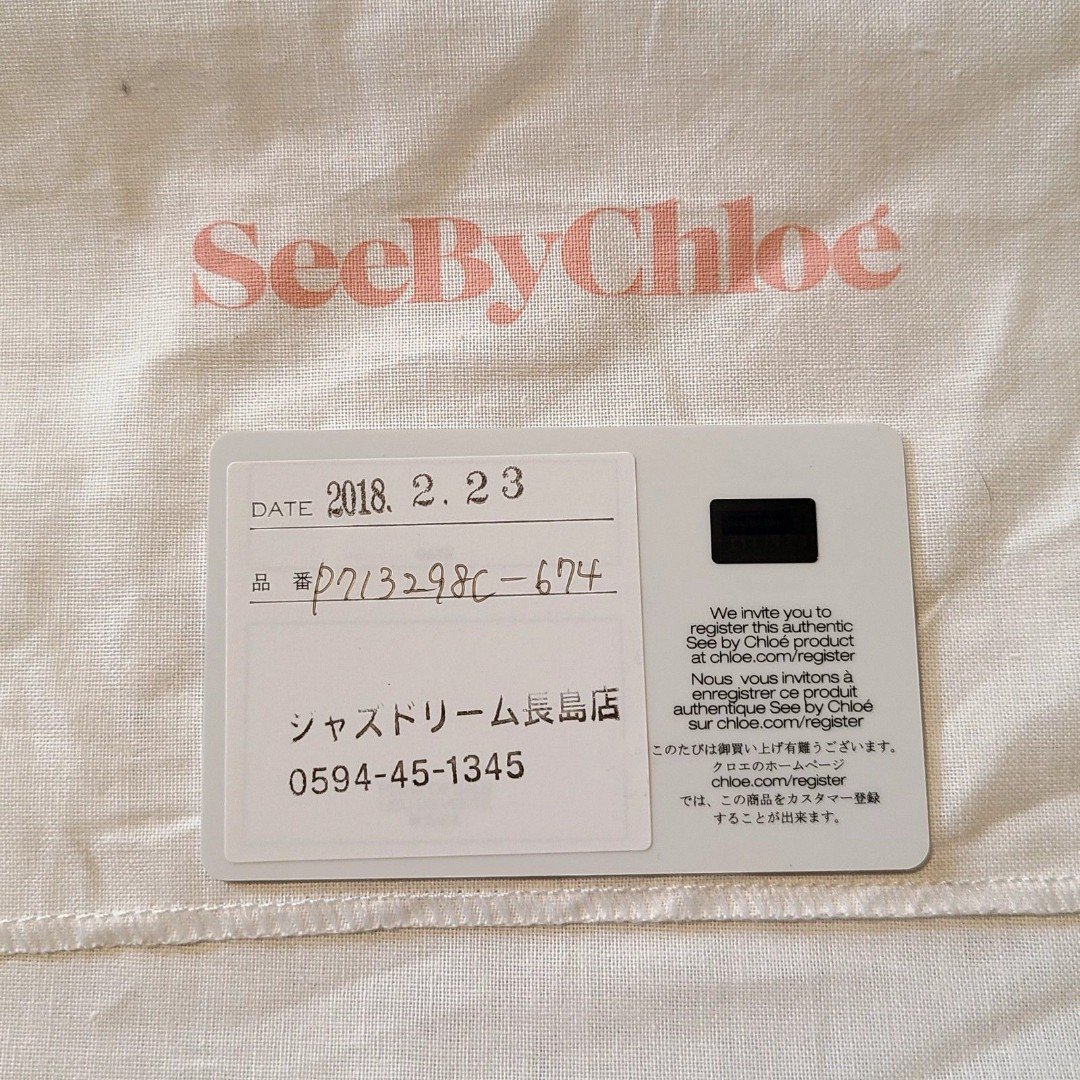 SeeByChloé
DATE 2018. 2. 23
品 番 P713298C-674
ジャズドリーム長島店
0594-45-1345
We invite you to
register this authentic
See by Chloé product
at chloe.com/register
Nous vous invitons à
enregistrer ce produit
authentique See by Chloé
sur chloe.com/register
このたびは御買い上げ有難うございます。
クロエのホームページ
chloe.com/register
では、この商品をカスタマー登録
することが出来ます。